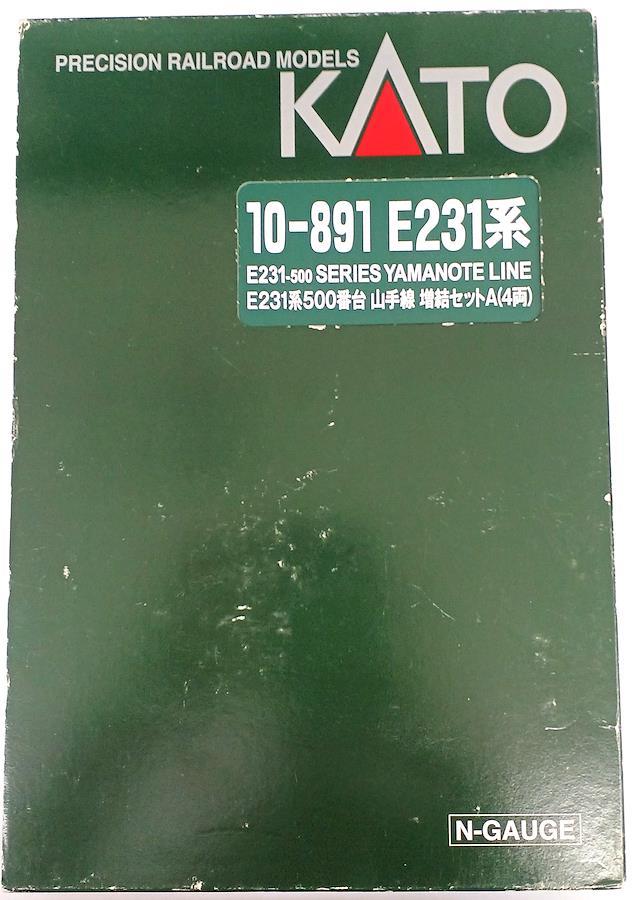 PRECISION RAILROAD MODELS
KATO
10-891 E231系
E231-500 SERIES YAMANOTE LINE
E231系500番台 山手線 増結セットA(4両)
N-GAUGE